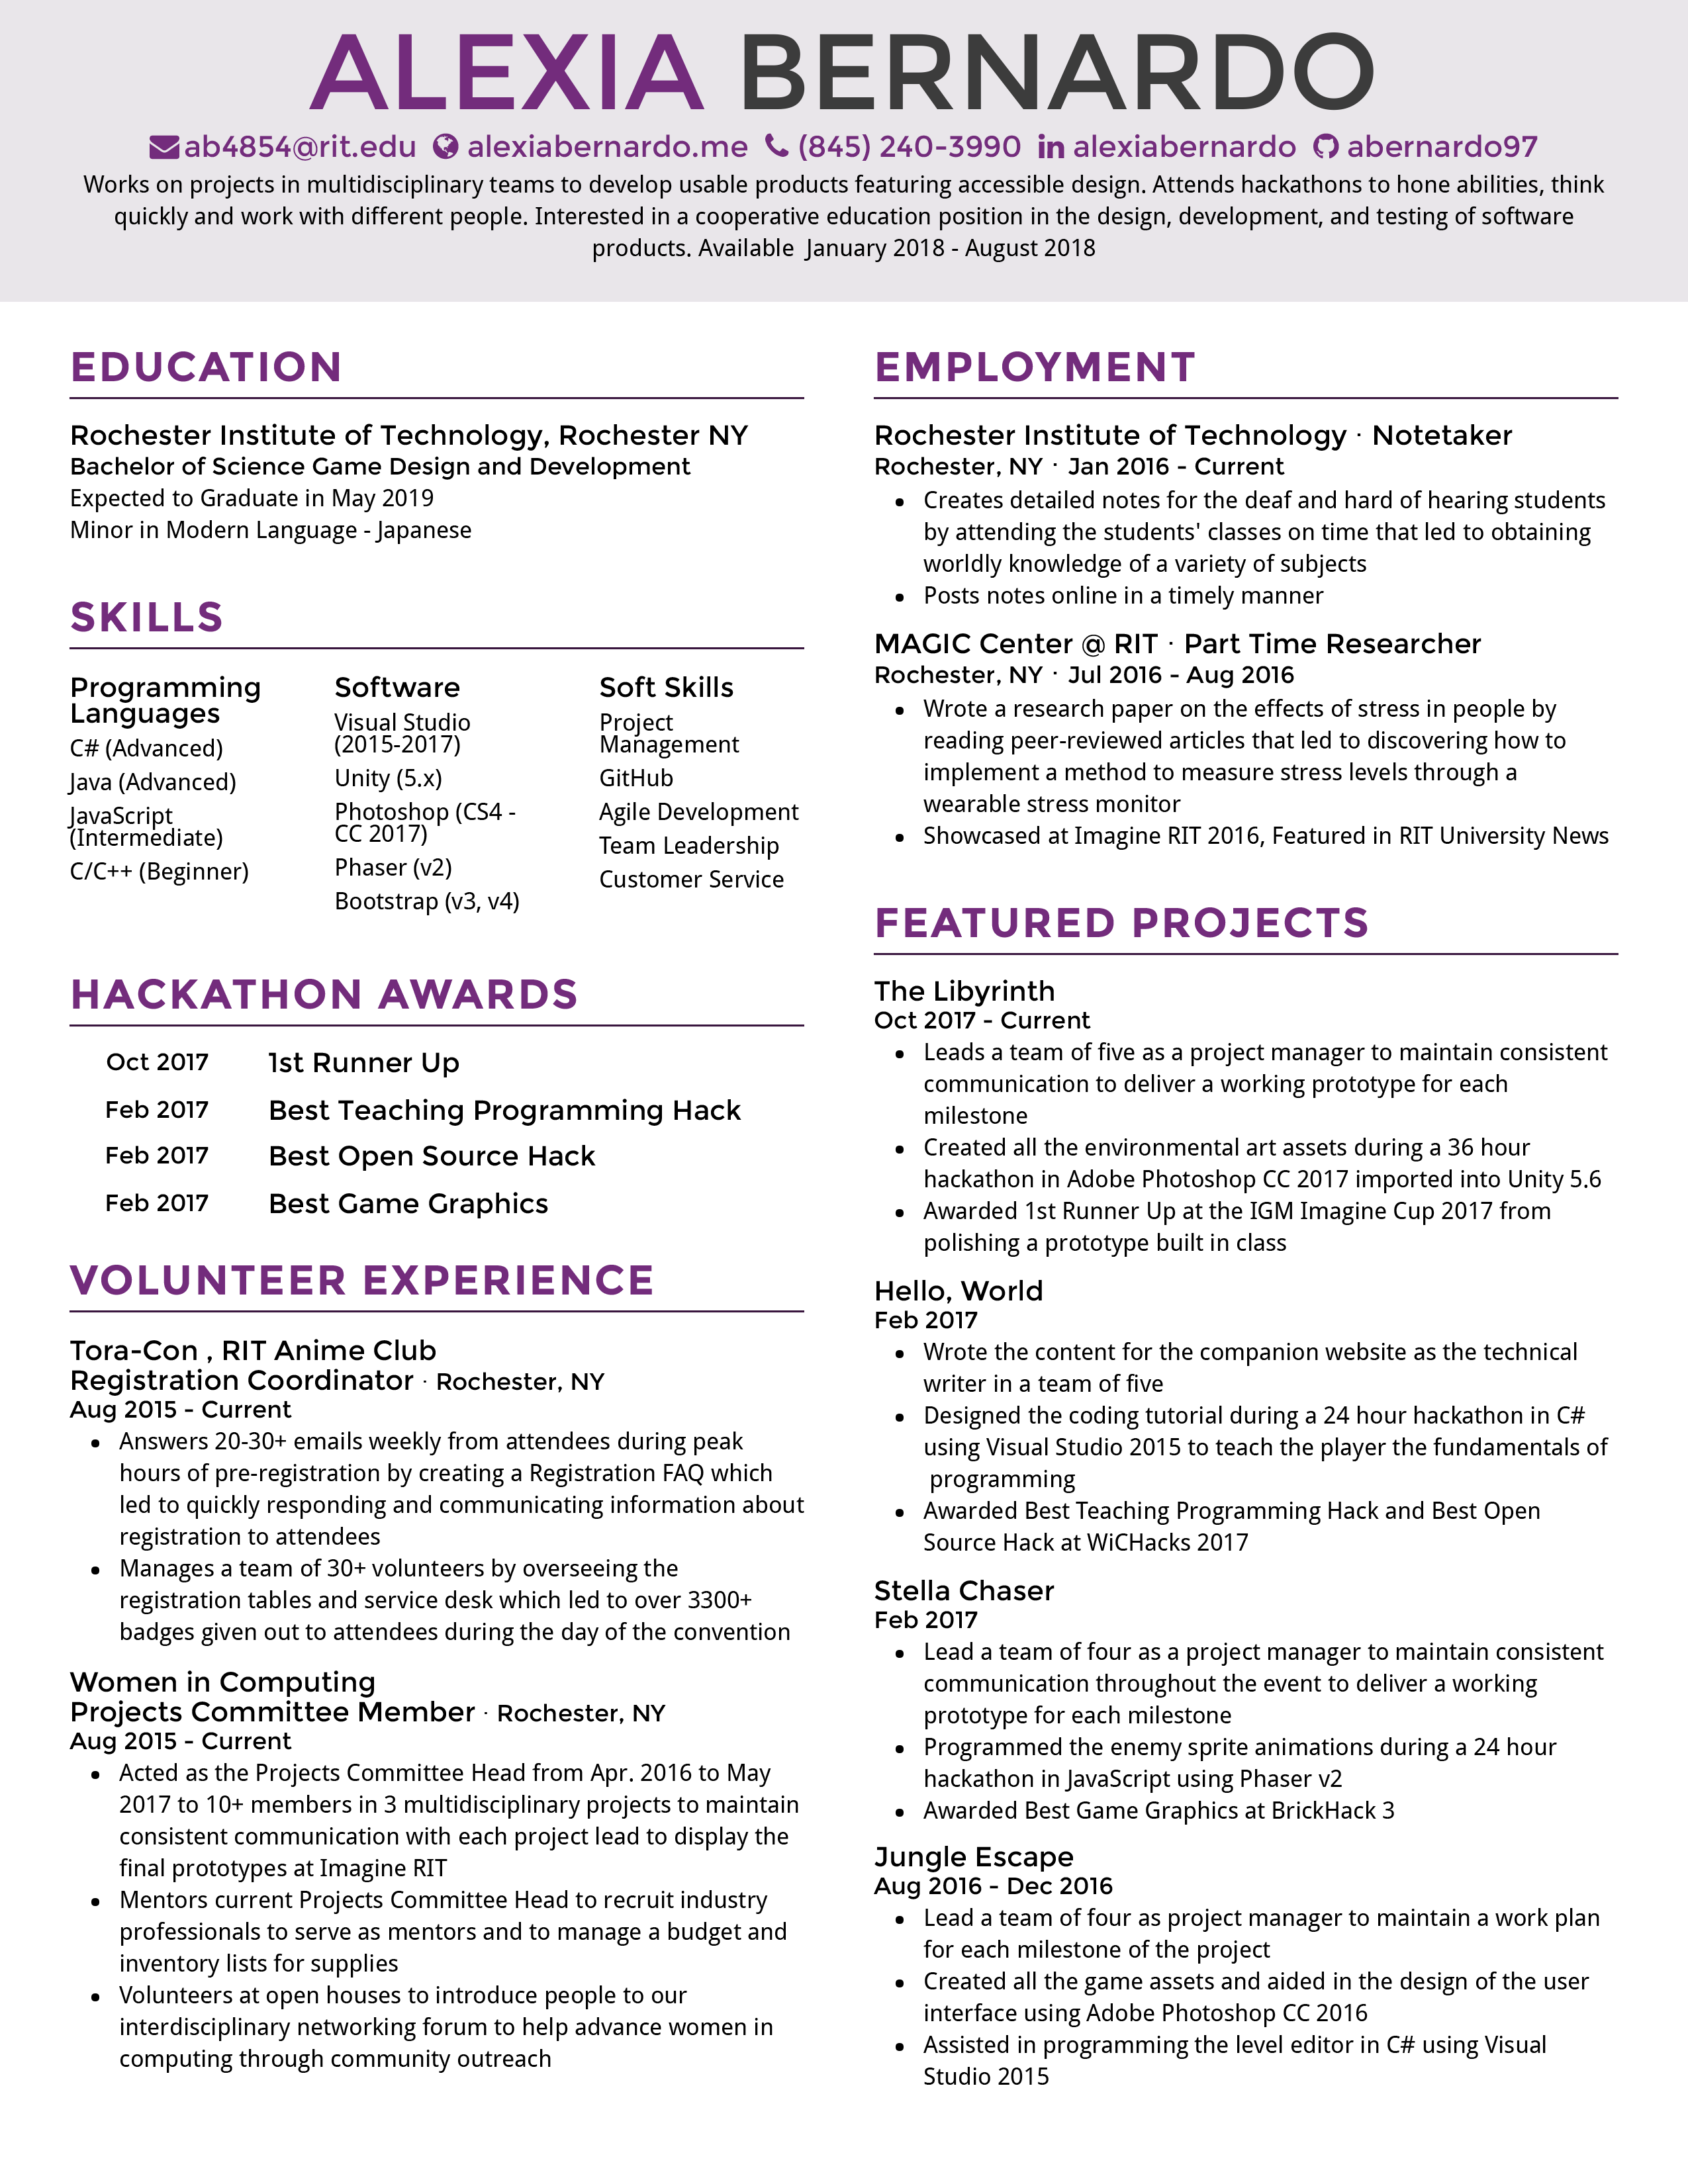 ALEXIA BERNARDO
ab4854@rit.edu alexiabernardo.me (845) 240-3990 in alexiabernardo abernardo97
Works on projects in multidisciplinary teams to develop usable products featuring accessible design. Attends hackathons to hone abilities, think
quickly and work with different people. Interested in a cooperative education position in the design, development, and testing of software
products. Available January 2018 - August 2018
EDUCATION
Rochester Institute of Technology, Rochester NY
Bachelor of Science Game Design and Development
Expected to Graduate in May 2019
Minor in Modern Language - Japanese
SKILLS
Programming
Languages
C# (Advanced)
Java (Advanced)
JavaScript
(Intermediate)
C/C++ (Beginner)
Software
Visual Studio
(2015-2017)
Unity (5.x)
Photoshop (CS4 -
CC 2017)
Phaser (v2)
Bootstrap (v3, v4)
Soft Skills
Project
Management
GitHub
Agile Development
Team Leadership
Customer Service
HACKATHON AWARDS
Oct 2017 1st Runner Up
Feb 2017 Best Teaching Programming Hack
Feb 2017 Best Open Source Hack
Feb 2017 Best Game Graphics
VOLUNTEER EXPERIENCE
Tora-Con , RIT Anime Club
Registration Coordinator · Rochester, NY
Aug 2015 - Current
• Answers 20-30+ emails weekly from attendees during peak
hours of pre-registration by creating a Registration FAQ which
led to quickly responding and communicating information about
registration to attendees
• Manages a team of 30+ volunteers by overseeing the
registration tables and service desk which led to over 3300+
badges given out to attendees during the day of the convention
Women in Computing
Projects Committee Member · Rochester, NY
Aug 2015 - Current
• Acted as the Projects Committee Head from Apr. 2016 to May
2017 to 10+ members in 3 multidisciplinary projects to maintain
consistent communication with each project lead to display the
final prototypes at Imagine RIT
• Mentors current Projects Committee Head to recruit industry
professionals to serve as mentors and to manage a budget and
inventory lists for supplies
• Volunteers at open houses to introduce people to our
interdisciplinary networking forum to help advance women in
computing through community outreach
EMPLOYMENT
Rochester Institute of Technology · Notetaker
Rochester, NY · Jan 2016 - Current
• Creates detailed notes for the deaf and hard of hearing students
by attending the students' classes on time that led to obtaining
worldly knowledge of a variety of subjects
• Posts notes online in a timely manner
MAGIC Center @ RIT · Part Time Researcher
Rochester, NY · Jul 2016 - Aug 2016
• Wrote a research paper on the effects of stress in people by
reading peer-reviewed articles that led to discovering how to
implement a method to measure stress levels through a
wearable stress monitor
• Showcased at Imagine RIT 2016, Featured in RIT University News
FEATURED PROJECTS
The Libyrinth
Oct 2017 - Current
• Leads a team of five as a project manager to maintain consistent
communication to deliver a working prototype for each
milestone
• Created all the environmental art assets during a 36 hour
hackathon in Adobe Photoshop CC 2017 imported into Unity 5.6
• Awarded 1st Runner Up at the IGM Imagine Cup 2017 from
polishing a prototype built in class
Hello, World
Feb 2017
• Wrote the content for the companion website as the technical
writer in a team of five
• Designed the coding tutorial during a 24 hour hackathon in C#
using Visual Studio 2015 to teach the player the fundamentals of
programming
• Awarded Best Teaching Programming Hack and Best Open
Source Hack at WiCHacks 2017
Stella Chaser
Feb 2017
• Lead a team of four as a project manager to maintain consistent
communication throughout the event to deliver a working
prototype for each milestone
• Programmed the enemy sprite animations during a 24 hour
hackathon in JavaScript using Phaser v2
• Awarded Best Game Graphics at BrickHack 3
Jungle Escape
Aug 2016 - Dec 2016
• Lead a team of four as project manager to maintain a work plan
for each milestone of the project
• Created all the game assets and aided in the design of the user
interface using Adobe Photoshop CC 2016
• Assisted in programming the level editor in C# using Visual
Studio 2015